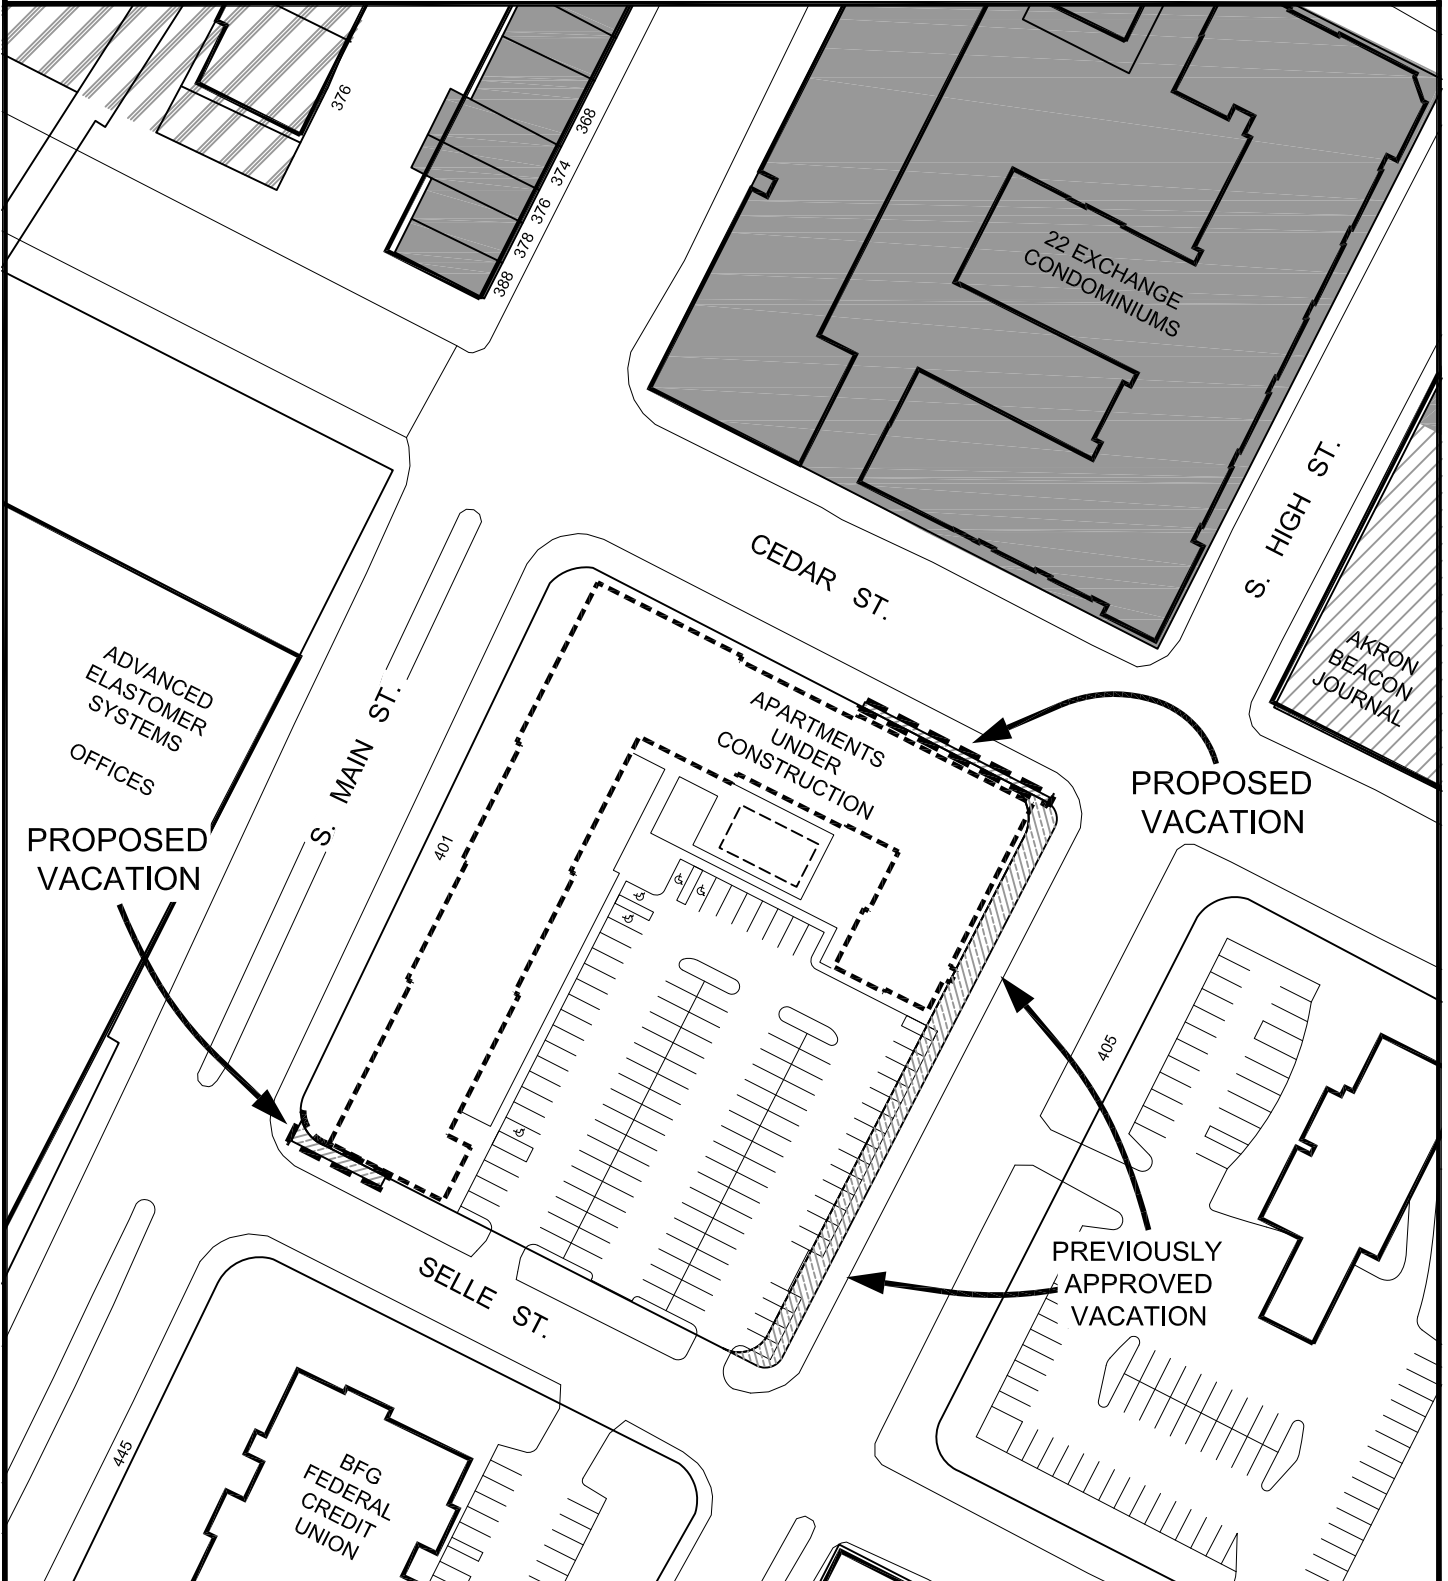 376
368
374
376
378
388
22 EXCHANGE
CONDOMINIUMS
S. HIGH ST.
CEDAR ST.
AKRON
BEACON
JOURNAL
ADVANCED
ELASTOMER
SYSTEMS
OFFICES
S. MAIN ST.
APARTMENTS
UNDER
CONSTRUCTION
PROPOSED
VACATION
PROPOSED
VACATION
401
405
PREVIOUSLY
APPROVED
VACATION
SELLE ST.
445
BFG
FEDERAL
CREDIT
UNION